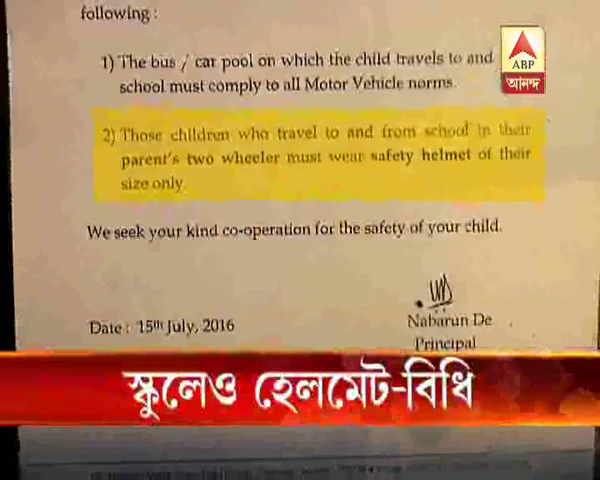 following :
1) The bus / car pool on which the child travels to and
school must comply to all Motor Vehicle norms.
ABP
আনন্দ
2) Those children who travel to and from school in their
parent's two wheeler must wear safety helmet of their
size only.
We seek your kind co-operation for the safety of your child.
Date : 15th July, 2016
Nabarun De
Principal
স্কুলেও হেলমেট-বিধি